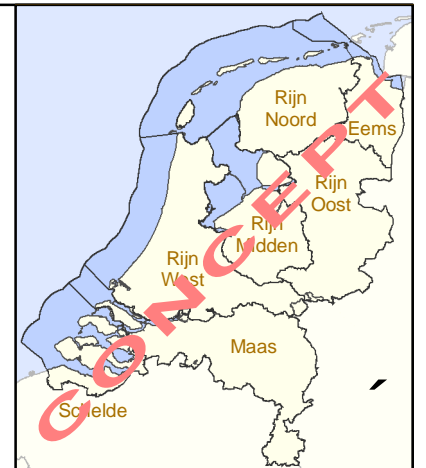 Rijn
Noord
Eems
Rijn
Oost
Rijn
Midden
Rijn
West
Maas
Schelde
CONCEPT